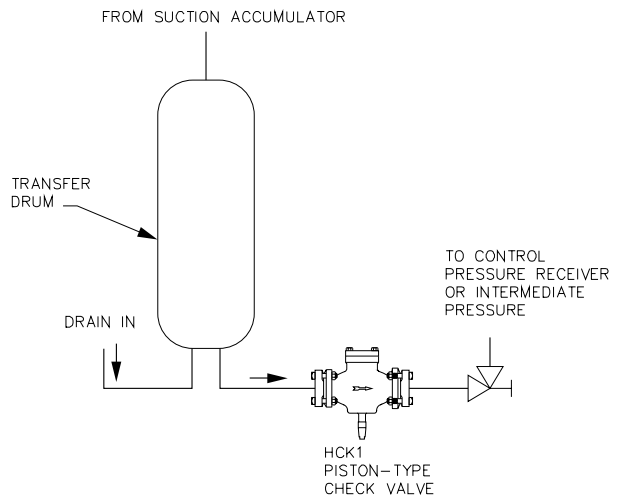 FROM SUCTION ACCUMULATOR
TRANSFER
DRUM
TO CONTROL
PRESSURE RECEIVER
OR INTERMEDIATE
PRESSURE
DRAIN IN
HCK1
PISTON-TYPE
CHECK VALVE